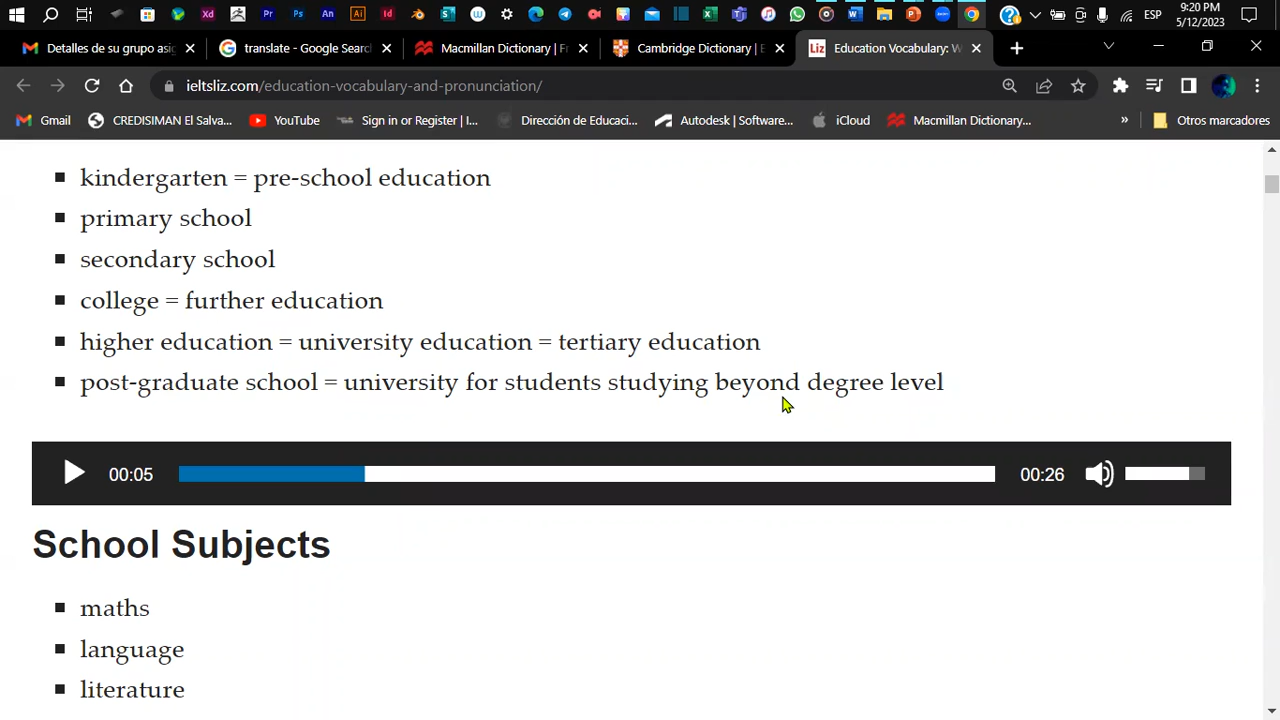 9:20 PM
ESP
5/12/2023
Detalles de su grupo asig
translate - Google Search
Macmillan Dictionary | Fr
Cambridge Dictionary | E
Liz
Education Vocabulary: W
ieltsliz.com/education-vocabulary-and-pronunciation/
Gmail
CREDISIMAN El Salva...
YouTube
Sign in or Register | I...
Dirección de Educaci...
Autodesk | Software...
iCloud
Macmillan Dictionary...
»
Otros marcadores
kindergarten = pre-school education
primary school
secondary school
college = further education
higher education = university education = tertiary education
post-graduate school = university for students studying beyond degree level
00:05
00:26
School Subjects
maths
language
literature